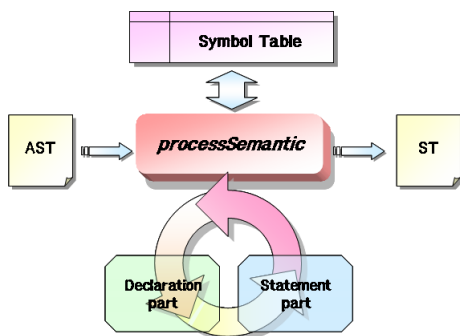 Symbol Table
AST
processSemantic
ST
Declaration
part
Statement
part